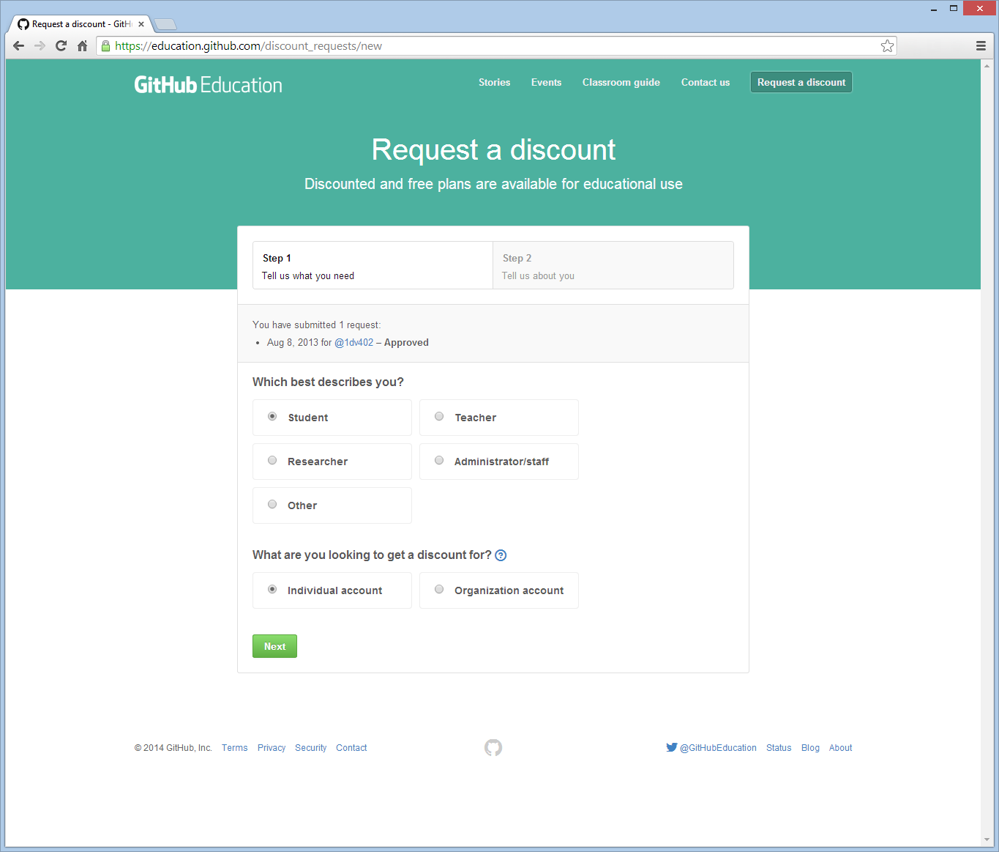 Request a discount - GitH
https://education.github.com/discount_requests/new
GitHub Education
Stories Events Classroom guide Contact us Request a discount
Request a discount
Discounted and free plans are available for educational use
Step 1
Tell us what you need
Step 2
Tell us about you
You have submitted 1 request:
• Aug 8, 2013 for @1dv402 – Approved
Which best describes you?
Student Teacher
Researcher Administrator/staff
Other
What are you looking to get a discount for? ?
Individual account Organization account
Next
© 2014 GitHub, Inc. Terms Privacy Security Contact @GitHubEducation Status Blog About